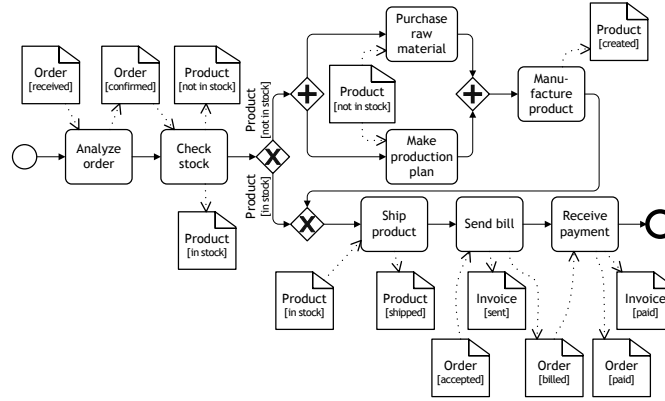 Purchase
raw
material
Product
[created]
Order
[received]
Order
[confirmed]
Product
[not in stock]
Product
[not in stock]
Product
[not in stock]
Manu-
facture
product
Analyze
order
Check
stock
Make
production
plan
Product
[in stock]
Product
[in stock]
Ship
product
Send bill
Receive
payment
Product
[in stock]
Product
[shipped]
Invoice
[sent]
Invoice
[paid]
Order
[accepted]
Order
[billed]
Order
[paid]